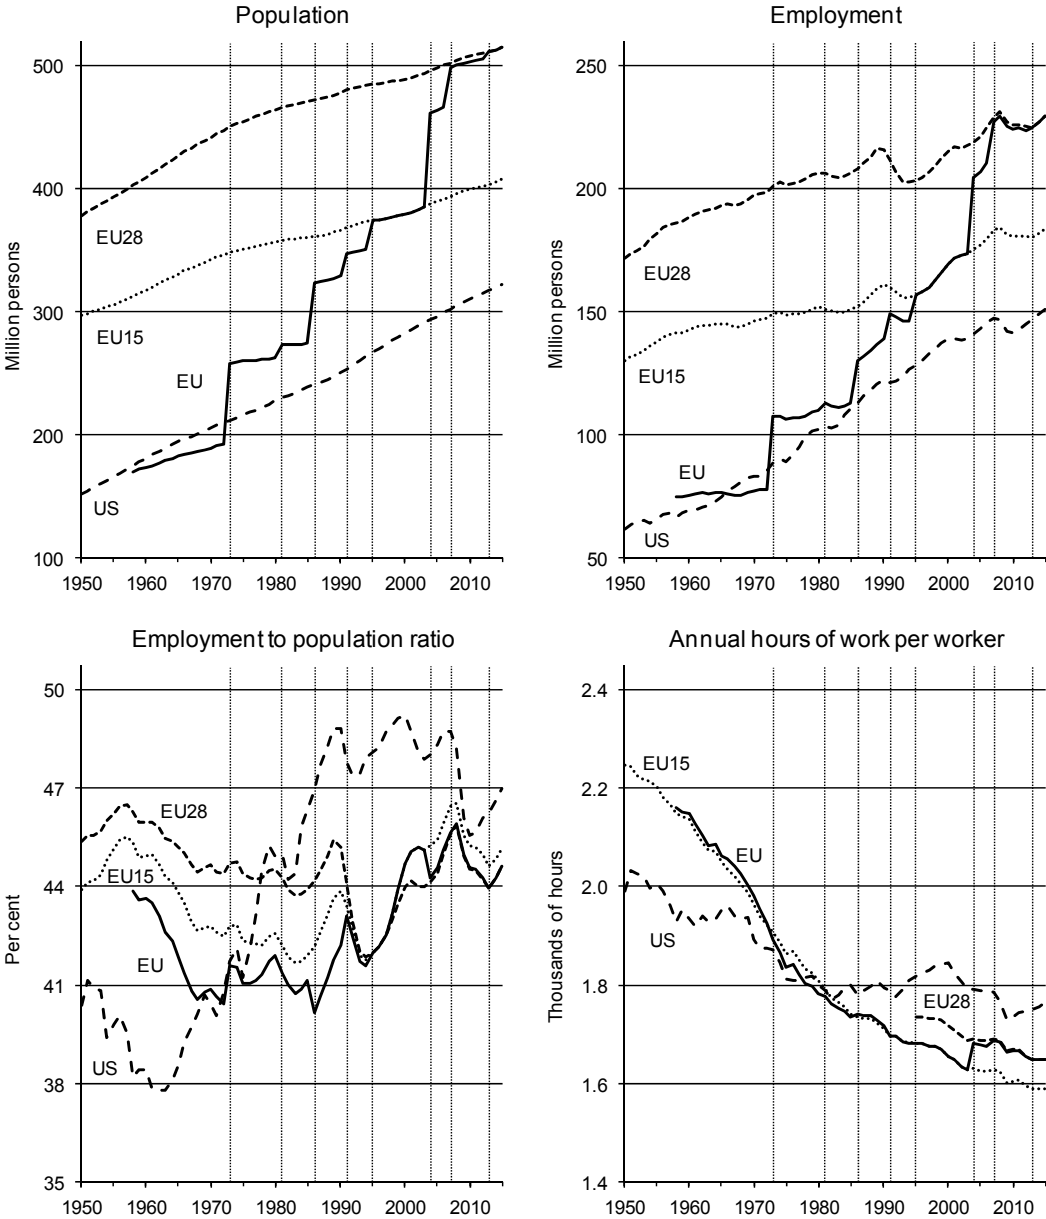 Population
Million persons
500
400
300
200
100
EU28
EU15
EU
US
1950 1960 1970 1980 1990 2000 2010
Employment
Million persons
250
200
150
100
50
EU28
EU15
EU
US
1950 1960 1970 1980 1990 2000 2010
Employment to population ratio
Per cent
50
47
44
41
38
35
EU28
EU15
EU
US
1950 1960 1970 1980 1990 2000 2010
Annual hours of work per worker
Thousands of hours
2.4
2.2
2.0
1.8
1.6
1.4
EU15
EU
US
EU28
1950 1960 1970 1980 1990 2000 2010